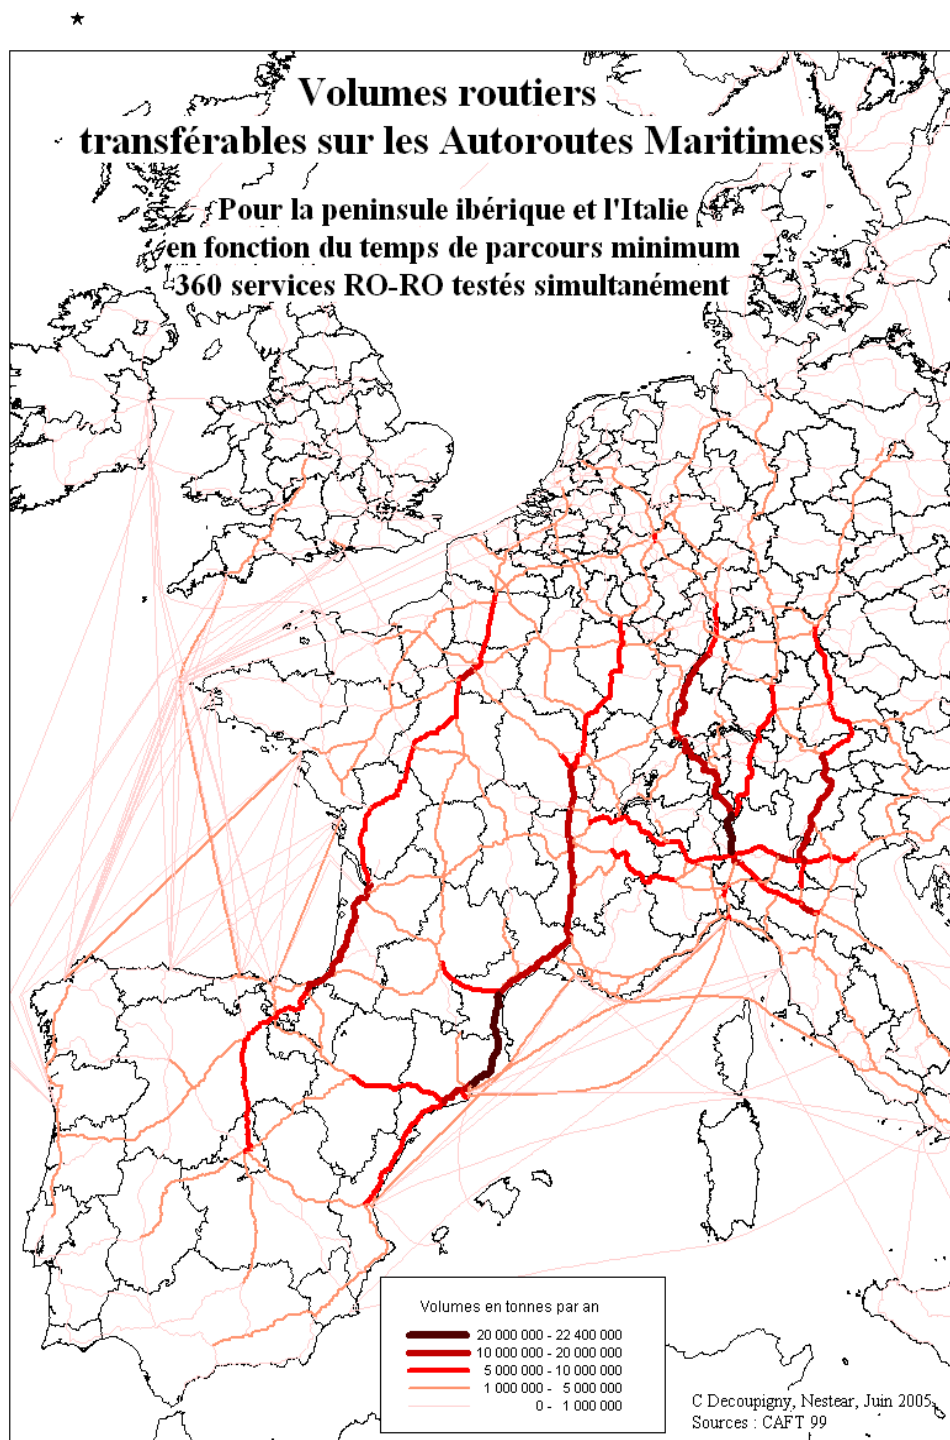 Volumes routiers
transférables sur les Autoroutes Maritimes
Pour la peninsule ibérique et l'Italie
en fonction du temps de parcours minimum
360 services RO-RO testés simultanément
Volumes en tonnes par an
20 000 000 - 22 400 000
10 000 000 - 20 000 000
5 000 000 - 10 000 000
1 000 000 - 5 000 000
0 - 1 000 000
C Decoupigny, Nestear, Juin 2005
Sources : CAFT 99